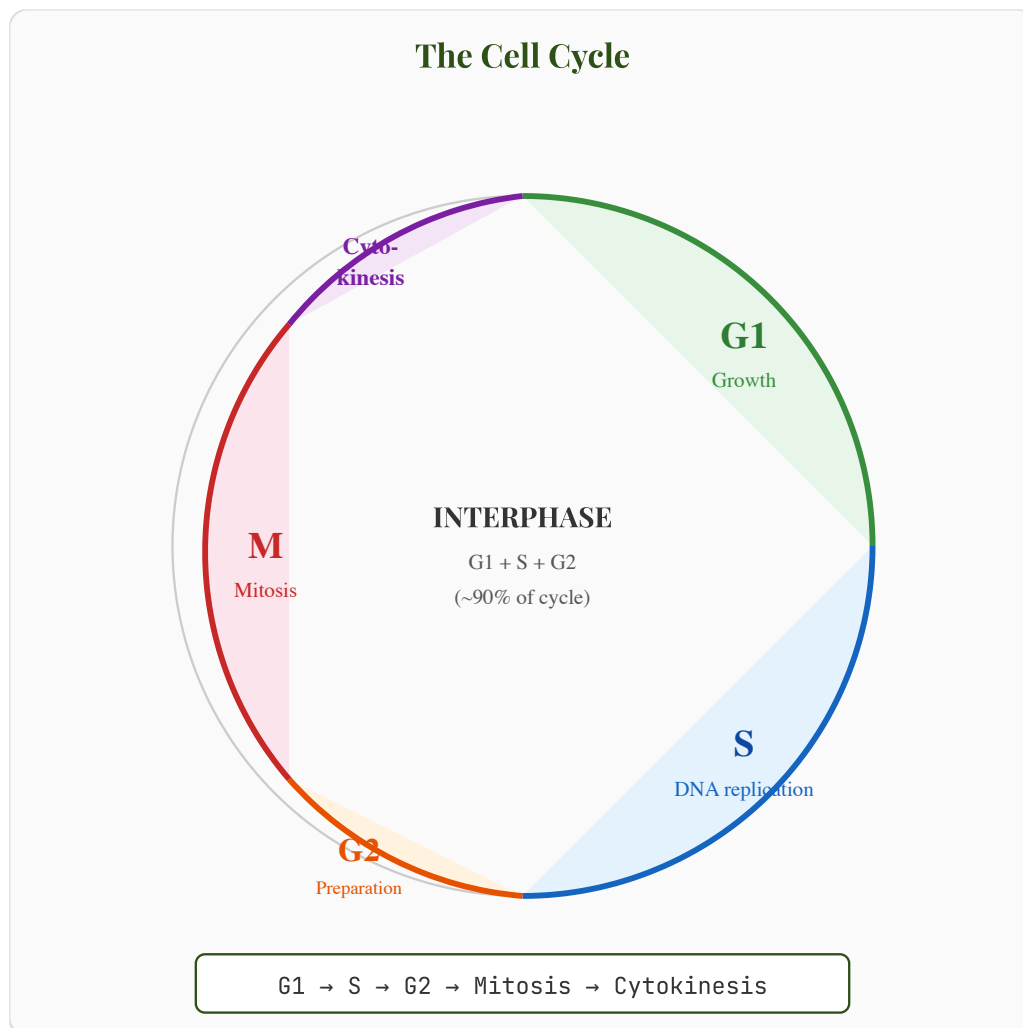 The Cell Cycle
Cyto-
kinesis
G1
Growth
INTERPHASE
G1 + S + G2
(~90% of cycle)
M
Mitosis
S
DNA replication
G2
Preparation
G1 → S → G2 → Mitosis → Cytokinesis